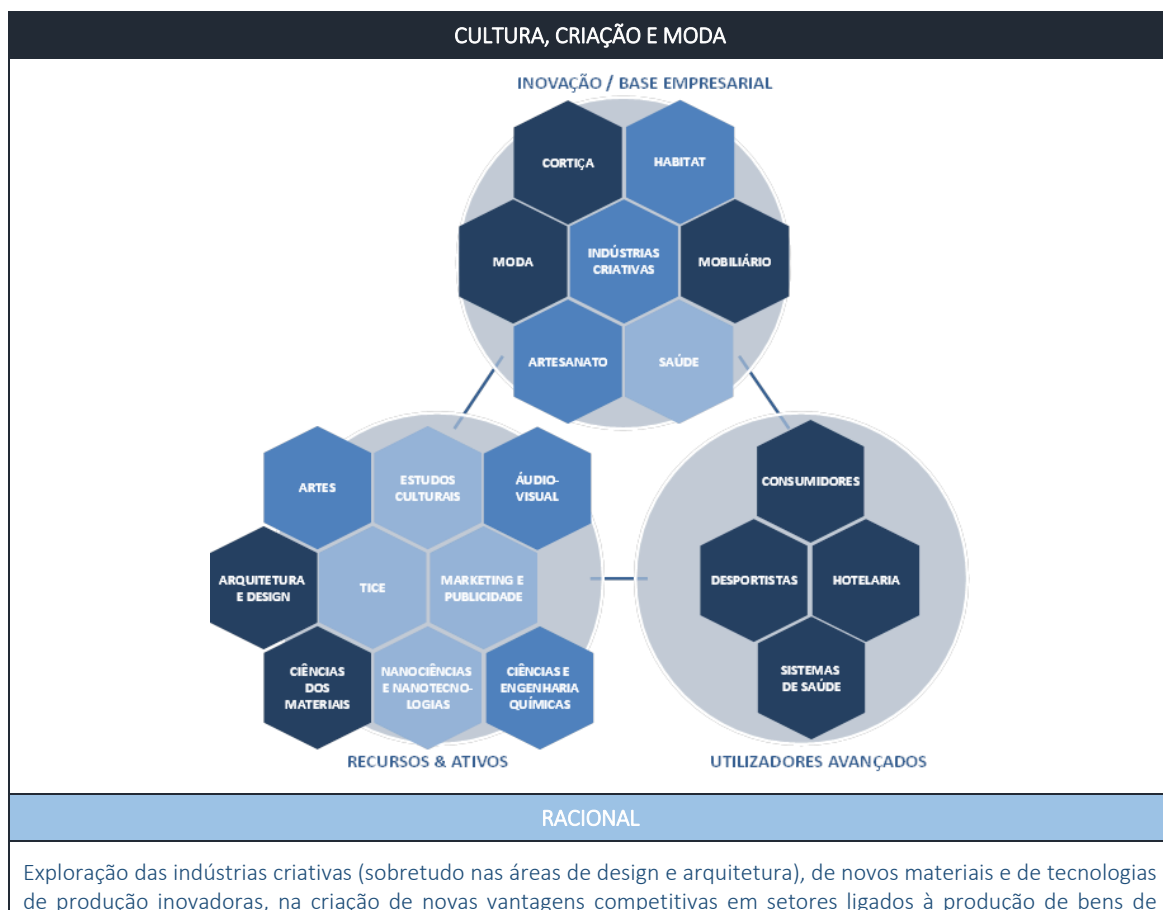 CULTURA, CRIAÇÃO E MODA
INOVAÇÃO / BASE EMPRESARIAL
CORTIÇA
HABITAT
MODA
INDÚSTRIAS
CRIATIVAS
MOBILIÁRIO
ARTESANATO
SAÚDE
ARTES
ESTUDOS
CULTURAIS
ÁUDIO-
VISUAL
ARQUITETURA
E DESIGN
TICE
MARKETING E
PUBLICIDADE
CIÊNCIAS
DOS
MATERIAIS
NANOCIÊNCIAS
E NANOTECNO-
LOGIAS
CIÊNCIAS E
ENGENHARIA
QUÍMICAS
RECURSOS & ATIVOS
CONSUMIDORES
DESPORTISTAS
HOTELARIA
SISTEMAS
DE SAÚDE
UTILIZADORES AVANÇADOS
RACIONAL
Exploração das indústrias criativas (sobretudo nas áreas de design e arquitetura), de novos materiais e de tecnologias
de produção inovadoras, na criação de novas vantagens competitivas em setores ligados à produção de bens de